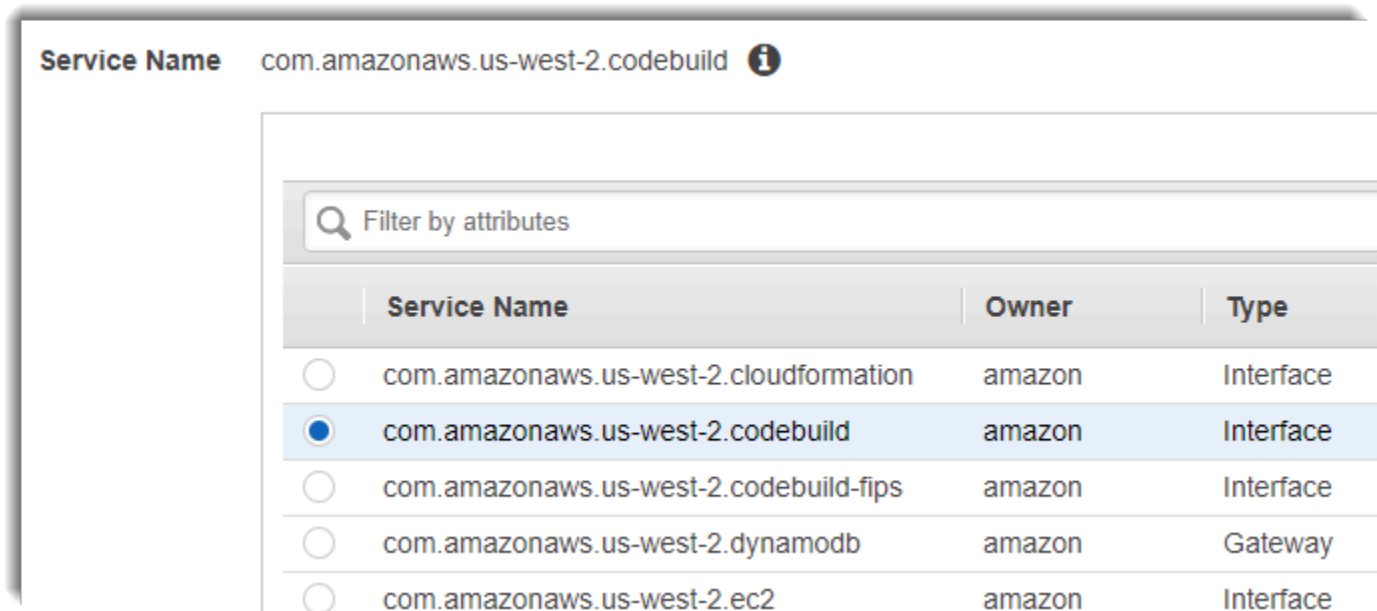 Service Name com.amazonaws.us-west-2.codebuild
Filter by attributes
Service Name Owner Type
com.amazonaws.us-west-2.cloudformation amazon Interface
com.amazonaws.us-west-2.codebuild amazon Interface
com.amazonaws.us-west-2.codebuild-fips amazon Interface
com.amazonaws.us-west-2.dynamodb amazon Gateway
com.amazonaws.us-west-2.ec2 amazon Interface